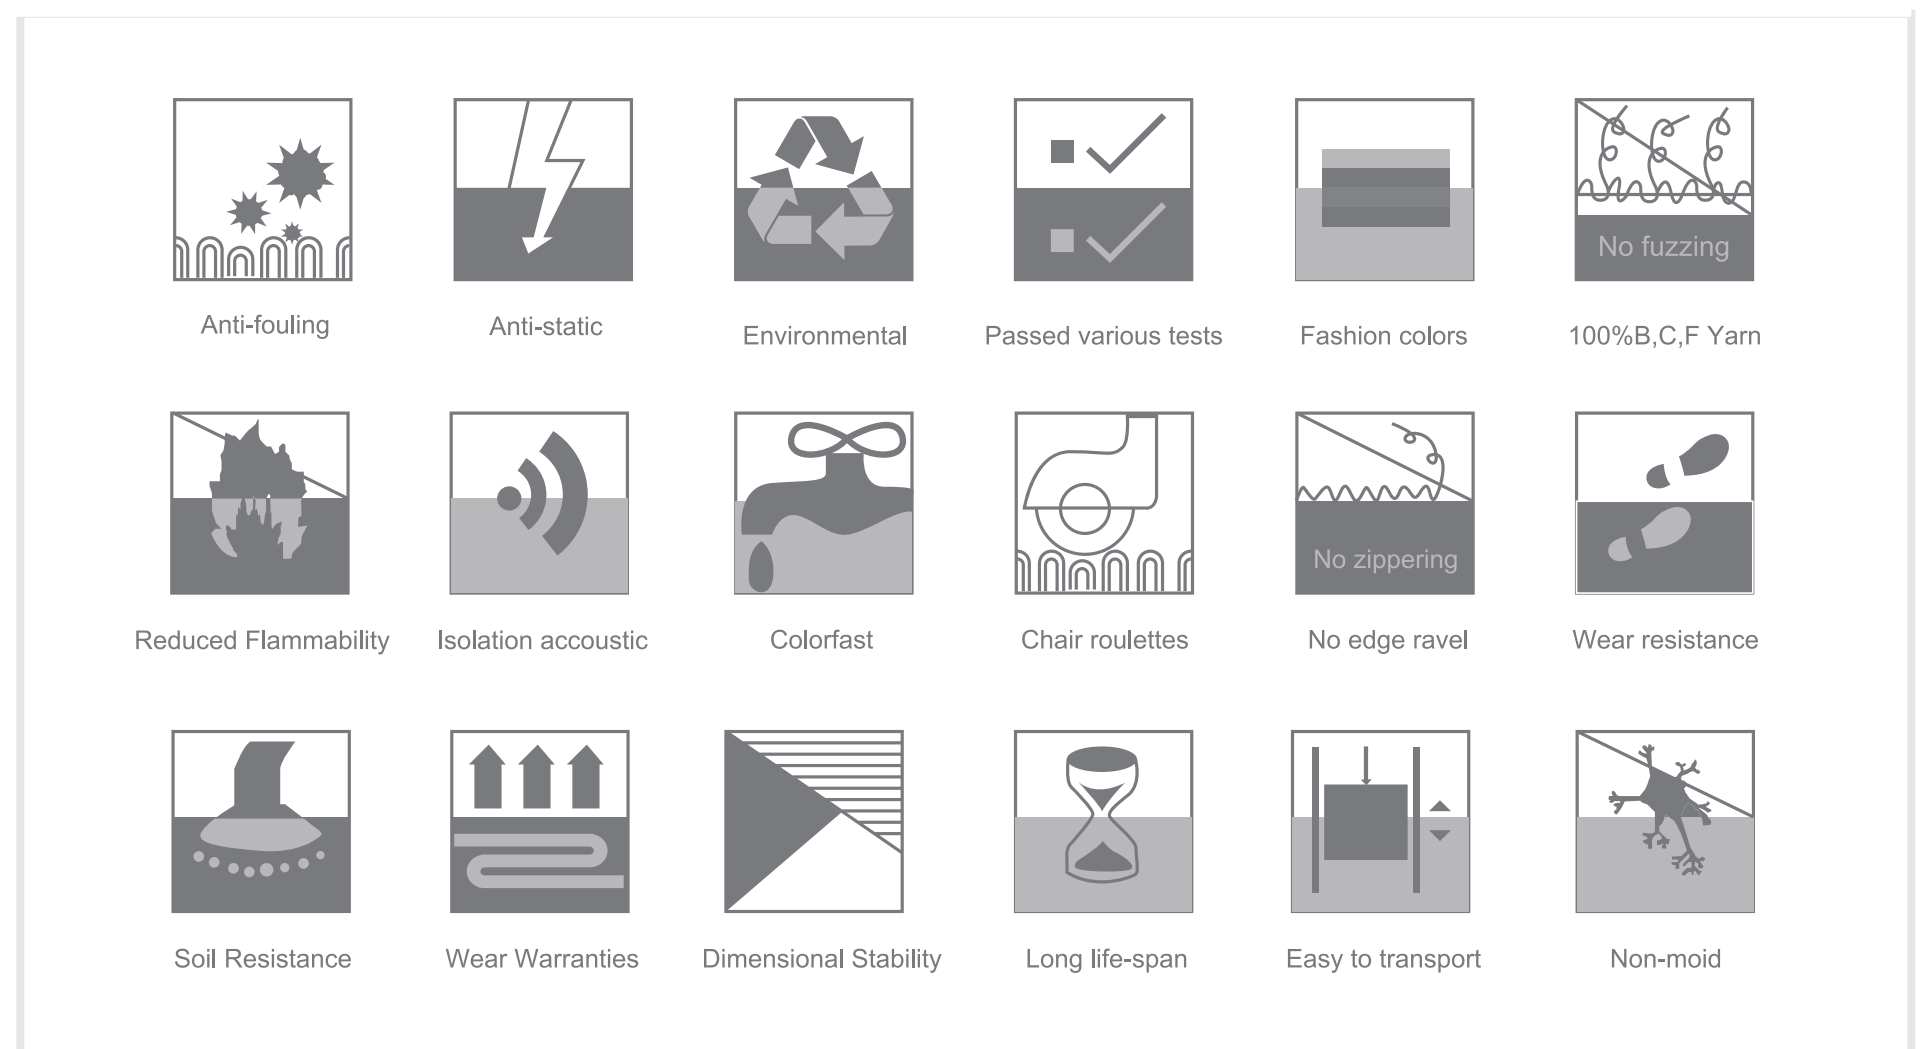 No fuzzing
Anti-fouling
Anti-static
Environmental
Passed various tests
Fashion colors
100%B,C,F Yarn
No zippering
Reduced Flammability
Isolation accoustic
Colorfast
Chair roulettes
No edge ravel
Wear resistance
Soil Resistance
Wear Warranties
Dimensional Stability
Long life-span
Easy to transport
Non-moid